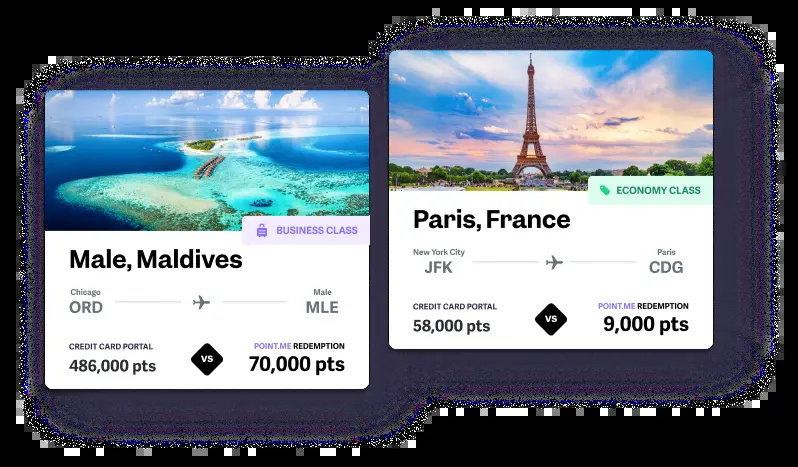 BUSINESS CLASS
Male, Maldives
Chicago Male
ORD MLE
CREDIT CARD PORTAL POINT.ME REDEMPTION
486,000 pts VS 70,000 pts
ECONOMY CLASS
Paris, France
New York City Paris
JFK CDG
CREDIT CARD PORTAL POINT.ME REDEMPTION
58,000 pts VS 9,000 pts